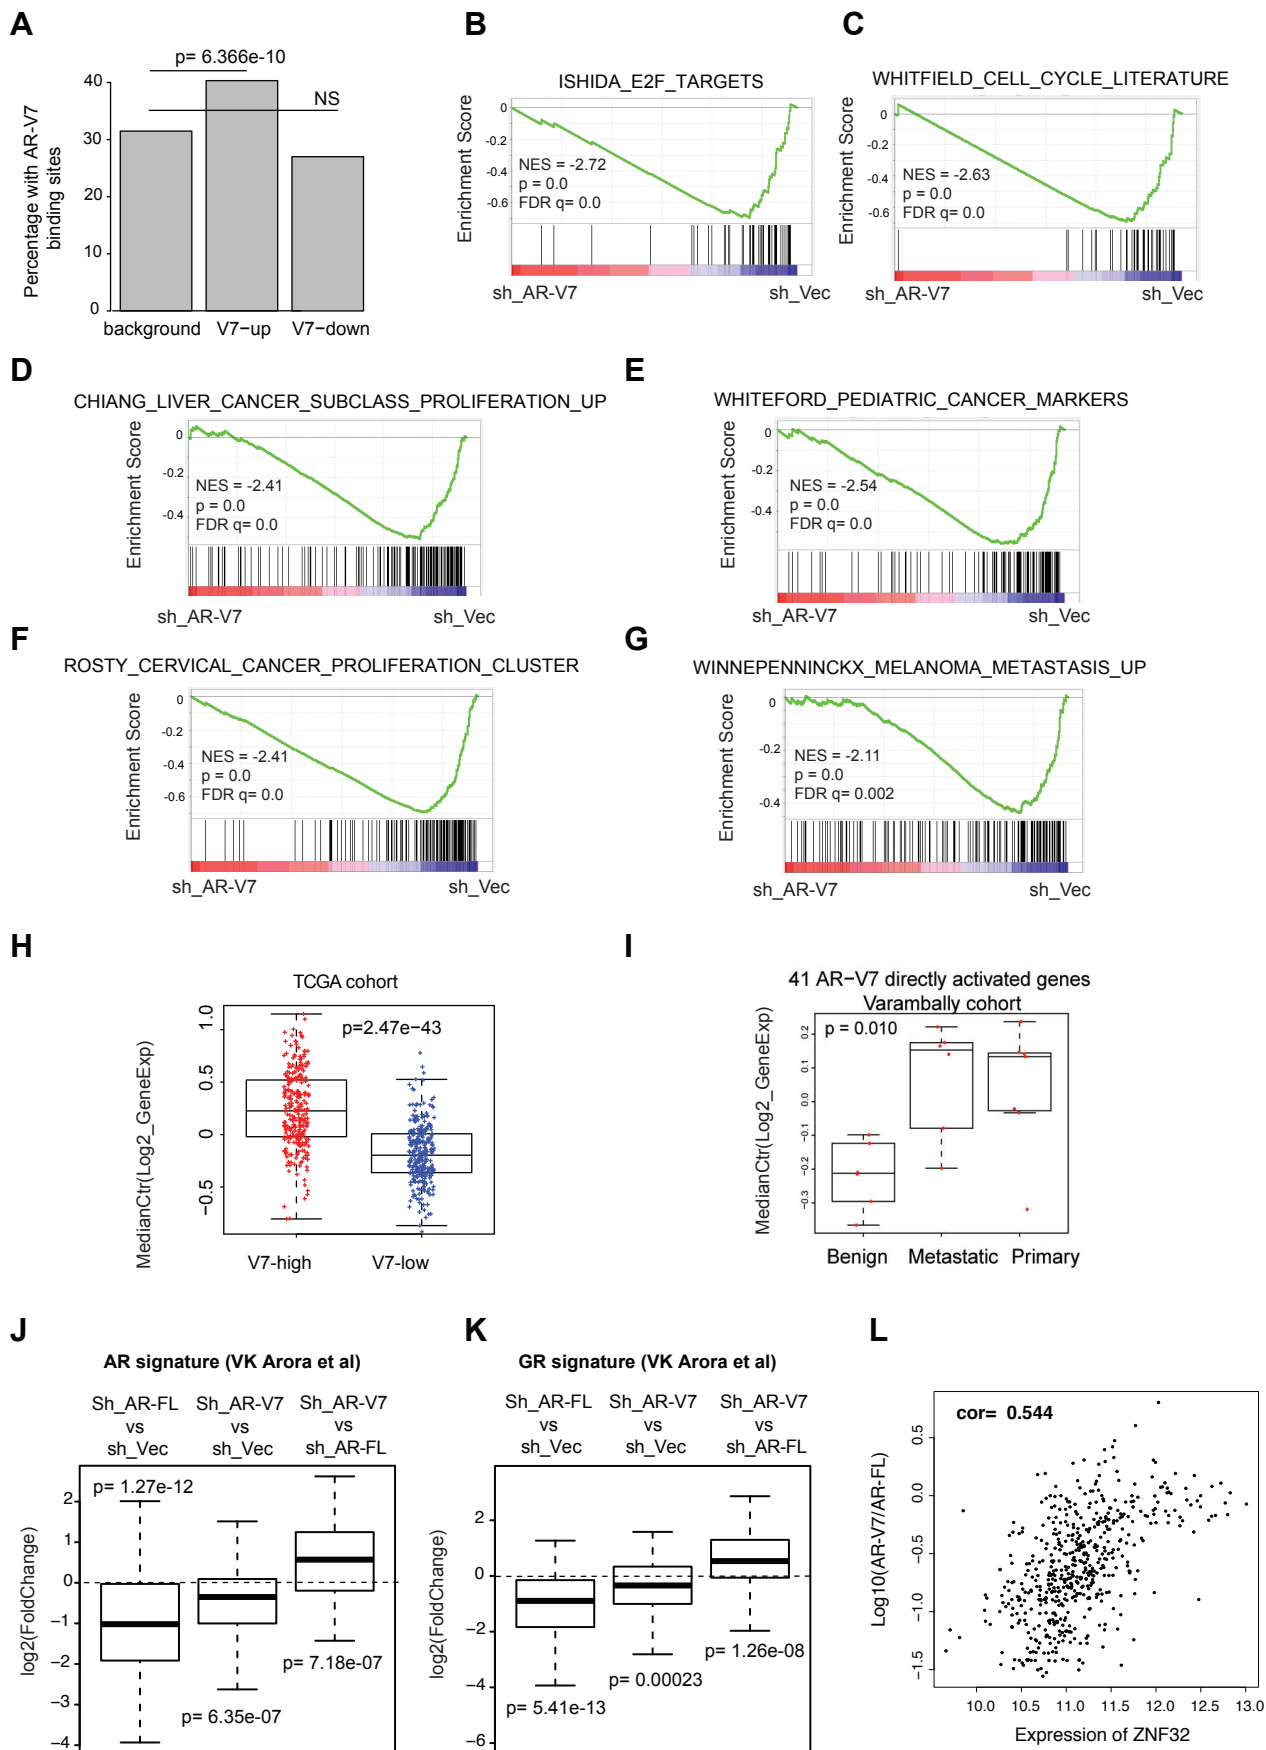 A
p= 6.366e-10
NS
Percentage with AR-V7
binding sites
40
30
20
10
0
background V7−up V7−down
B
ISHIDA_E2F_TARGETS
Enrichment Score
0
-0.2
-0.4
-0.6
NES = -2.72
p = 0.0
FDR q= 0.0
sh_AR-V7 sh_Vec
C
WHITFIELD_CELL_CYCLE_LITERATURE
Enrichment Score
0
-0.2
-0.4
-0.6
NES = -2.63
p = 0.0
FDR q= 0.0
sh_AR-V7 sh_Vec
D
CHIANG_LIVER_CANCER_SUBCLASS_PROLIFERATION_UP
Enrichment Score
0
-0.2
-0.4
NES = -2.41
p = 0.0
FDR q= 0.0
sh_AR-V7 sh_Vec
E
WHITEFORD_PEDIATRIC_CANCER_MARKERS
Enrichment Score
0
-0.2
-0.4
NES = -2.54
p = 0.0
FDR q= 0.0
sh_AR-V7 sh_Vec
F
ROSTY_CERVICAL_CANCER_PROLIFERATION_CLUSTER
Enrichment Score
0
-0.2
-0.4
-0.6
NES = -2.41
p = 0.0
FDR q= 0.0
sh_AR-V7 sh_Vec
G
WINNEPENNINCKX_MELANOMA_METASTASIS_UP
Enrichment Score
0
-0.2
-0.4
NES = -2.11
p = 0.0
FDR q= 0.002
sh_AR-V7 sh_Vec
H
TCGA cohort
MedianCtr(Log2_GeneExp)
1.0
0.5
0
−0.5
p=2.47e−43
V7-high V7-low
I
41 AR−V7 directly activated genes
Varambally cohort
MedianCtr(Log2_GeneExp)
0.2
0.1
0.0
−0.1
−0.2
−0.3
p = 0.010
Benign Metastatic Primary
J
AR signature (VK Arora et al)
Sh_AR-FL Sh_AR-V7 Sh_AR-V7
vs vs vs
sh_Vec sh_Vec sh_AR-FL
log2(FoldChange)
2
1
0
−1
−2
−3
−4
p= 1.27e-12
p= 6.35e-07
p= 7.18e-07
K
GR signature (VK Arora et al)
Sh_AR-FL Sh_AR-V7 Sh_AR-V7
vs vs vs
sh_Vec sh_Vec sh_AR-FL
log2(FoldChange)
2
0
−2
−4
−6
p= 5.41e-13
p= 0.00023
p= 1.26e-08
L
cor= 0.544
Log10(AR-V7/AR-FL)
0.5
0.0
−0.5
−1.0
−1.5
10.0 10.5 11.0 11.5 12.0 12.5 13.0
Expression of ZNF32